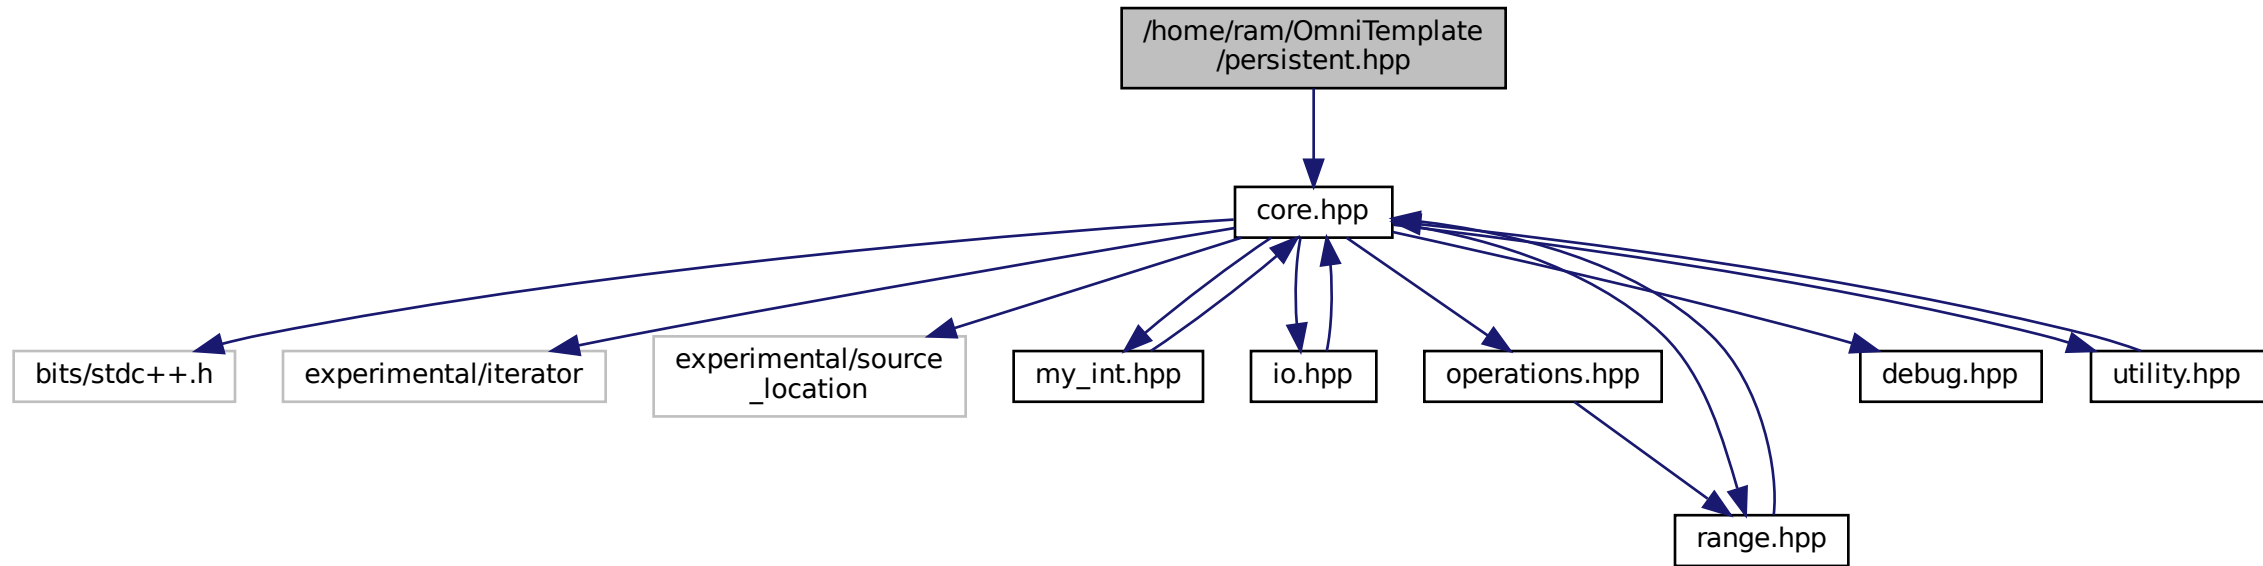 /home/ram/OmniTemplate
/persistent.hpp
core.hpp
bits/stdc++.h
experimental/iterator
experimental/source
_location
my_int.hpp
io.hpp
operations.hpp
debug.hpp
utility.hpp
range.hpp